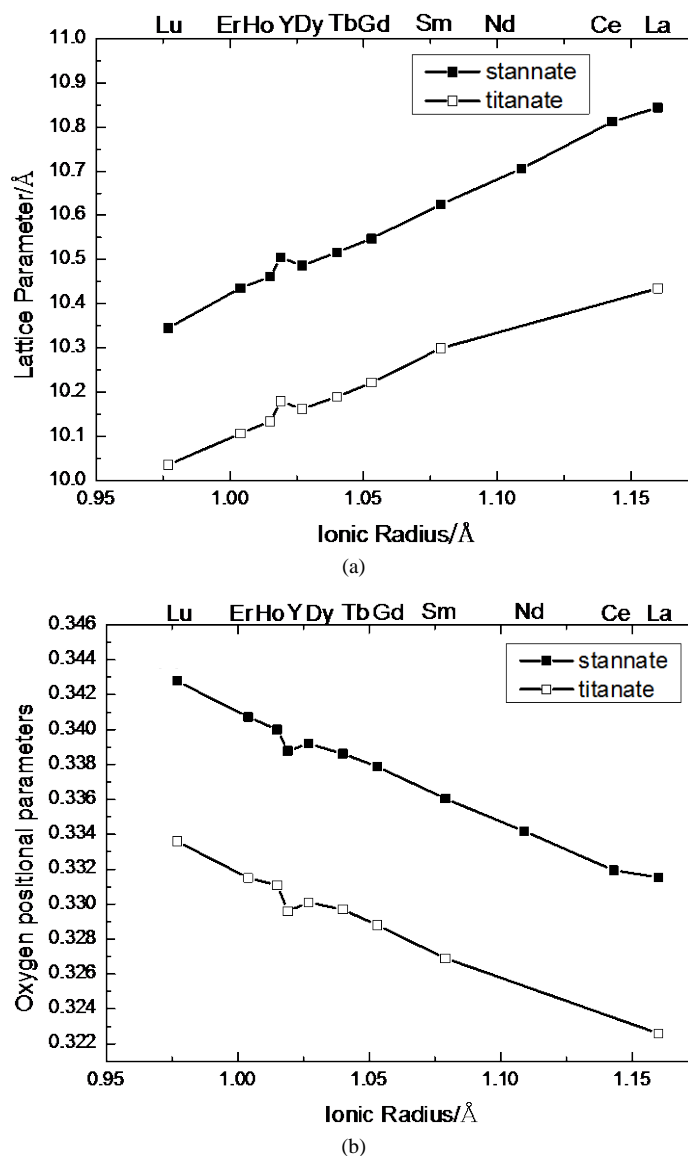 Lu ErHo YDy TbGd Sm Nd Ce La
11.0
10.9
10.8
10.7
10.6
10.5
10.4
10.3
10.2
10.1
10.0
Lattice Parameter/Å
stannate
titanate
0.95 1.00 1.05 1.10 1.15
Ionic Radius/Å
(a)
Lu ErHo Y Dy TbGd Sm Nd Ce La
0.346
0.344
0.342
0.340
0.338
0.336
0.334
0.332
0.330
0.328
0.326
0.324
0.322
Oxygen positional parameters
stannate
titanate
0.95 1.00 1.05 1.10 1.15
Ionic Radius/Å
(b)